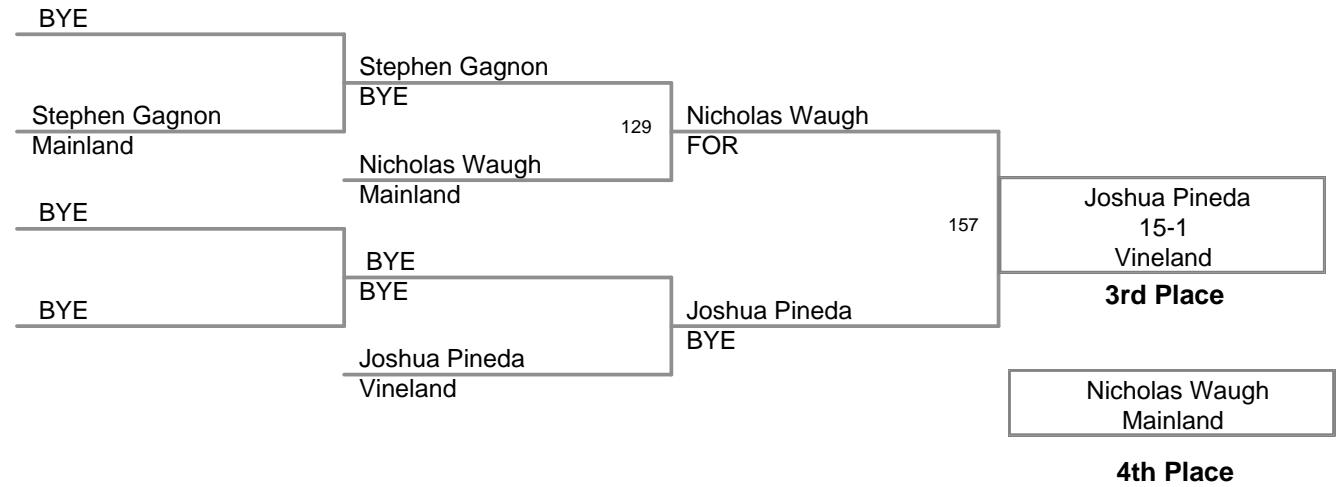 BYE
Stephen Gagnon
BYE
Stephen Gagnon
Mainland
129
Nicholas Waugh
FOR
Nicholas Waugh
Mainland
BYE
157
Joshua Pineda
15-1
Vineland
3rd Place
BYE
BYE
BYE
Joshua Pineda
BYE
Joshua Pineda
Vineland
Nicholas Waugh
Mainland
4th Place